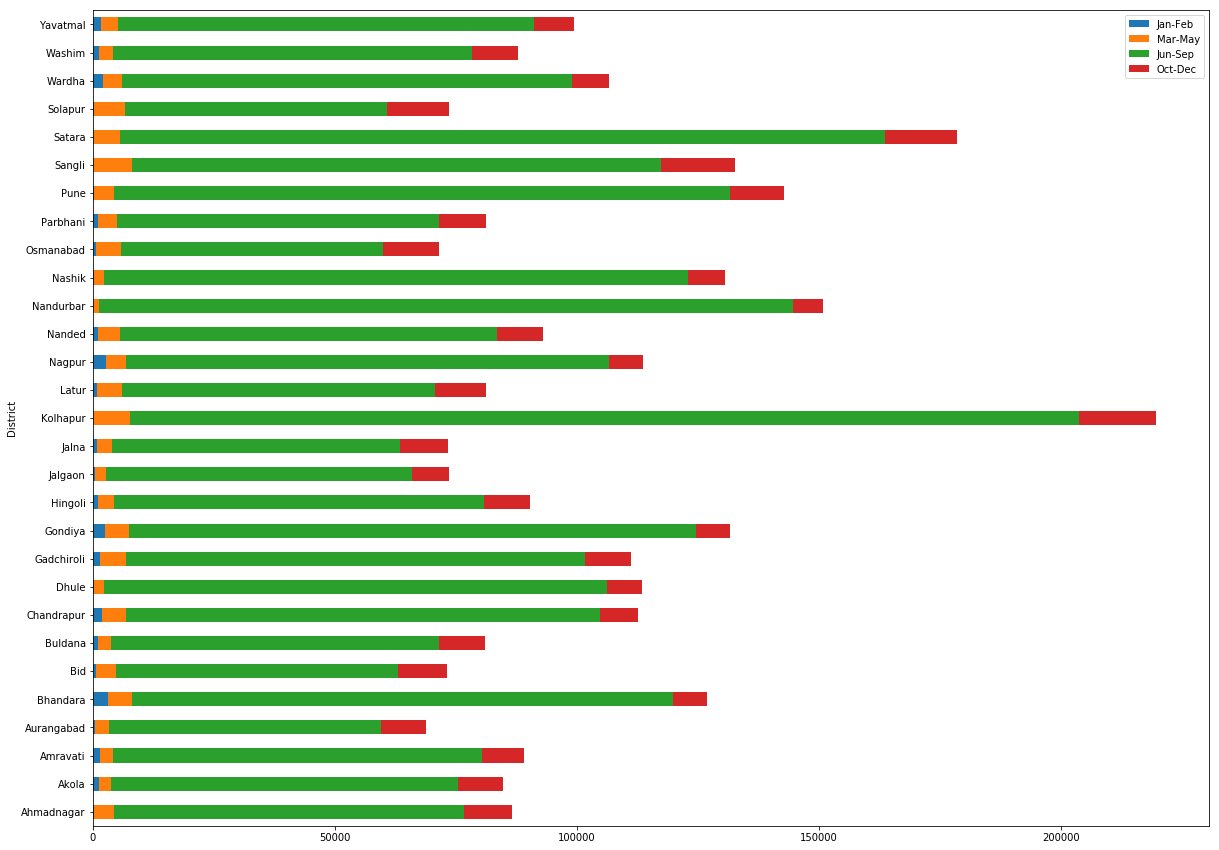 Yavatmal
Washim
Wardha
Solapur
Satara
Sangli
Pune
Parbhani
Osmanabad
Nashik
Nandurbar
Nanded
Nagpur
Latur
Kolhapur
Jalna
Jalgaon
Hingoli
Gondiya
Gadchiroli
Dhule
Chandrapur
Buldana
Bid
Bhandara
Aurangabad
Amravati
Akola
Ahmadnagar
District
0 50000 100000 150000 200000
Jan-Feb
Mar-May
Jun-Sep
Oct-Dec